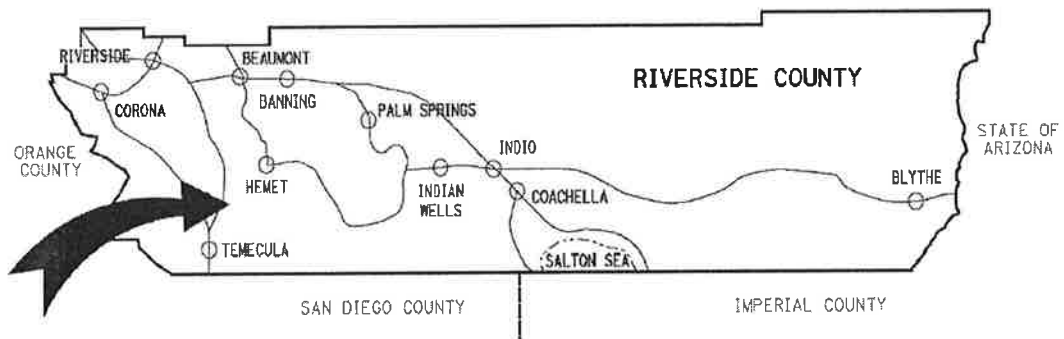 RIVERSIDE
BEAUMONT
RIVERSIDE COUNTY
BANNING
CORONA
PALM SPRINGS
STATE OF
ARIZONA
ORANGE
COUNTY
INDIO
HEMET
INDIAN
WELLS
COACHELLA
BLYTHE
TEMECULA
SALTON SEA
SAN DIEGO COUNTY
IMPERIAL COUNTY